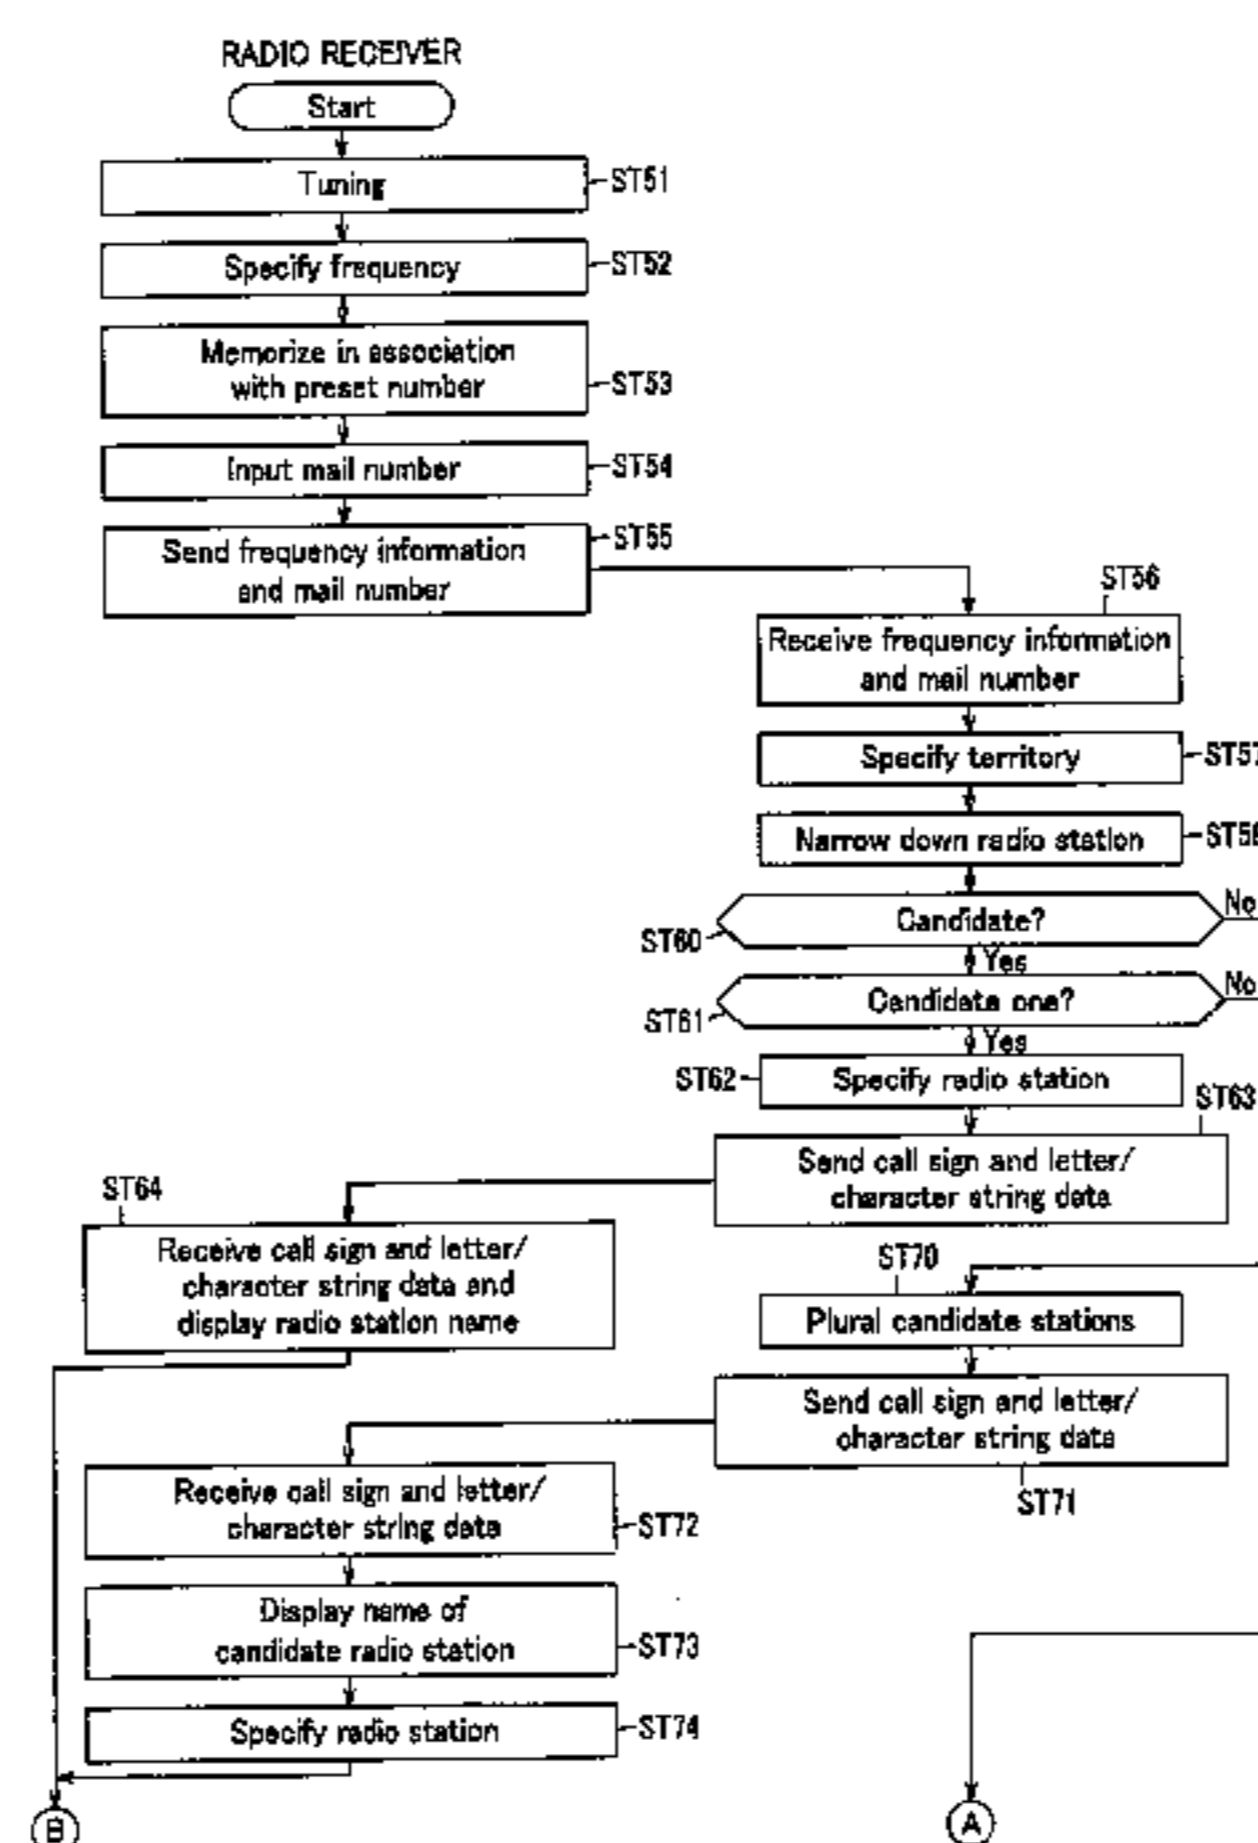 RADIO RECEIVER
Start
Tuning
ST51
Specify frequency
ST52
Memorize in association
with preset number
ST53
Input mail number
ST54
Send frequency information
and mail number
ST55
ST56
Receive frequency information
and mail number
Specify territory
ST57
Narrow down radio station
ST58
Candidate?
No
ST60
Yes
Candidate one?
No
ST61
Yes
ST62
Specify radio station
ST63
Send call sign and letter/
character string data
ST64
Receive call sign and letter/
character string data and
display radio station name
ST70
Plural candidate stations
Send call sign and letter/
character string data
ST71
Receive call sign and letter/
character string data
ST72
Display name of
candidate radio station
ST73
Specify radio station
ST74
B
A